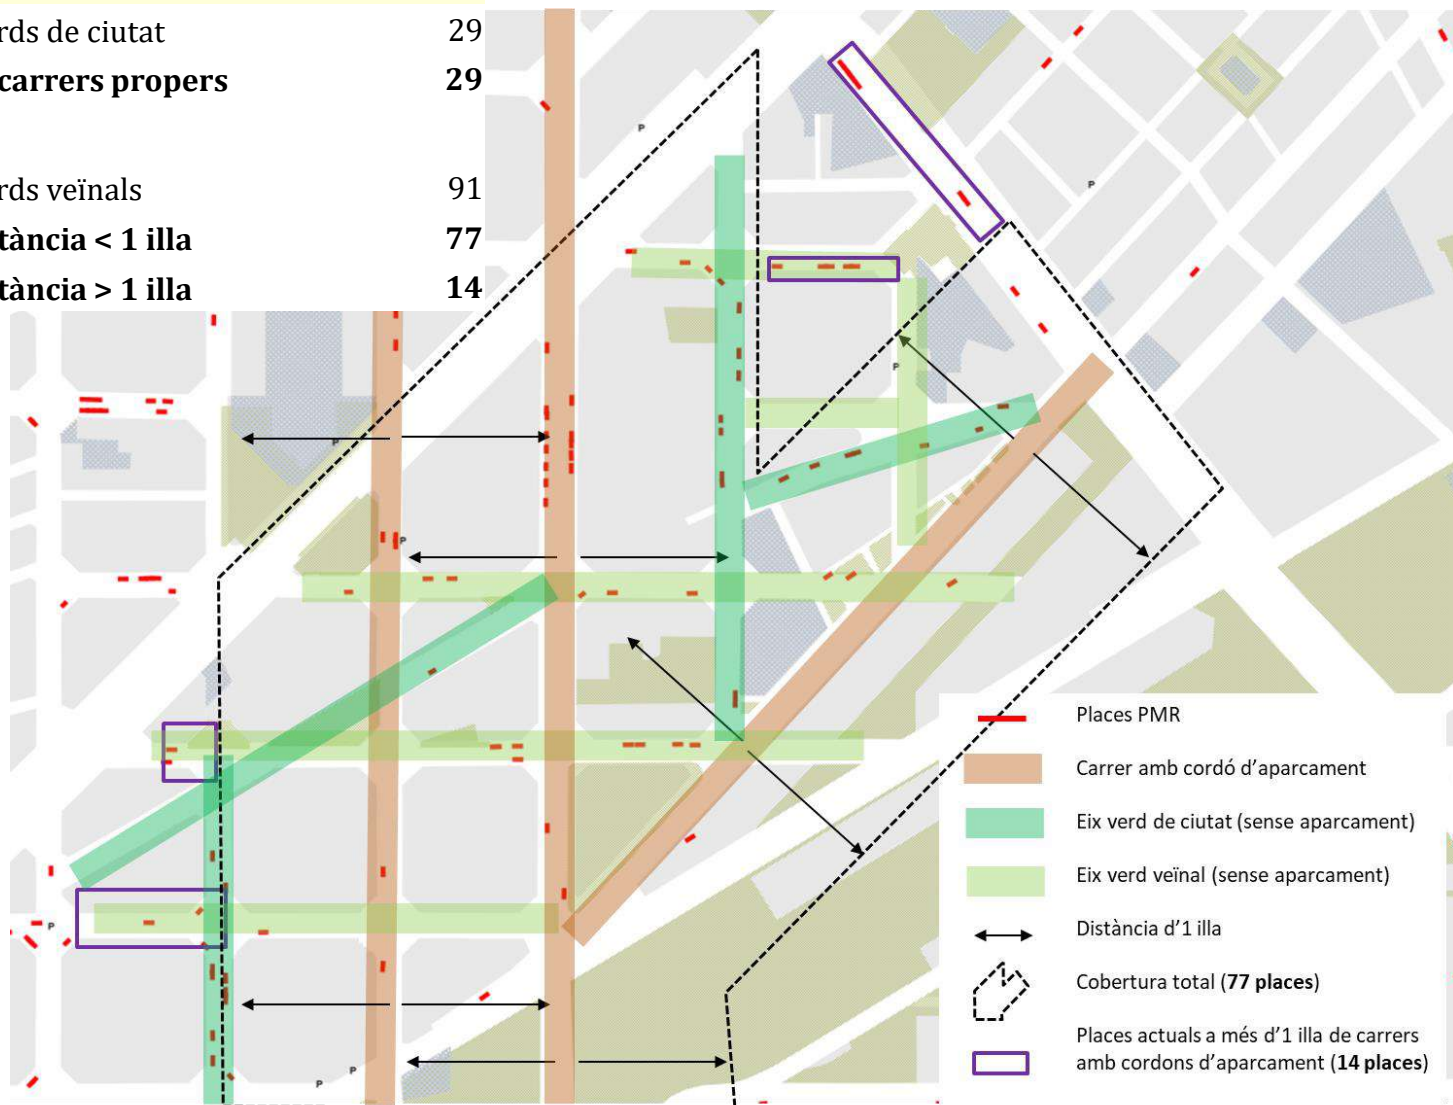 rds de ciutat 29
carrers propers 29
rds veïnals 91
tància < 1 illa 77
tància > 1 illa 14
P
P
P
P
P
P
P
P
Places PMR
Carrer amb cordó d'aparcament
Eix verd de ciutat (sense aparcament)
Eix verd veïnal (sense aparcament)
Distància d'1 illa
Cobertura total (77 places)
Places actuals a més d'1 illa de carrers
amb cordons d'aparcament (14 places)